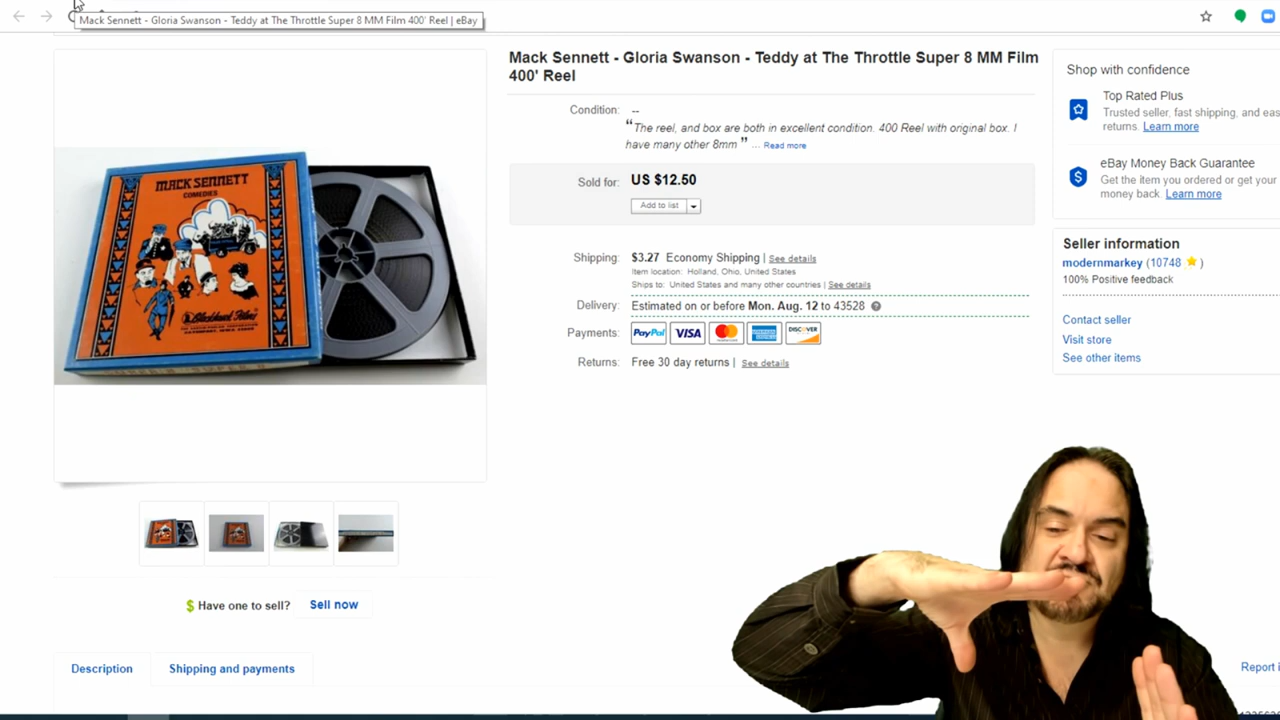 Mack Sennett - Gloria Swanson - Teddy at The Throttle Super 8 MM Film 400' Reel | eBay
Mack Sennett - Gloria Swanson - Teddy at The Throttle Super 8 MM Film
400' Reel
Condition: --
“The reel, and box are both in excellent condition. 400 Reel with original box. I
have many other 8mm ” ... Read more
Sold for: US $12.50
Add to list
Shipping: $3.27 Economy Shipping | See details
Item location: Holland, Ohio, United States
Ships to: United States and many other countries | See details
Delivery: Estimated on or before Mon. Aug. 12 to 43528
Payments: PayPal VISA MasterCard DISCOVER
Returns: Free 30 day returns | See details
Shop with confidence
Top Rated Plus
Trusted seller, fast shipping, and eas
returns. Learn more
eBay Money Back Guarantee
Get the item you ordered or get your
money back. Learn more
Seller information
modernmarkey (10748 )
100% Positive feedback
Contact seller
Visit store
See other items
MACK SENNETT
COMEDIES
Blackhawk Films
$ Have one to sell? Sell now
Description
Shipping and payments
Report i